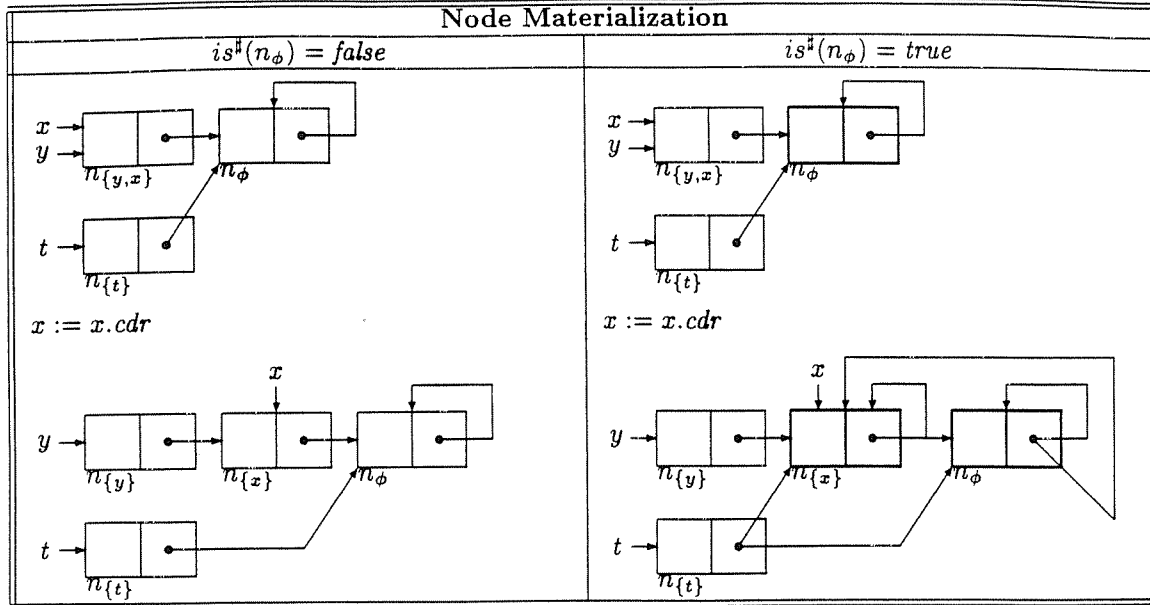 Node Materialization
is♯(n_ϕ) = false
is♯(n_ϕ) = true
x
y
n_{y,x}
n_ϕ
t
n_{t}
x := x.cdr
x
y
n_{y}
n_{x}
n_ϕ
t
n_{t}
x
y
n_{y,x}
n_ϕ
t
n_{t}
x := x.cdr
x
y
n_{y}
n_{x}
n_ϕ
t
n_{t}